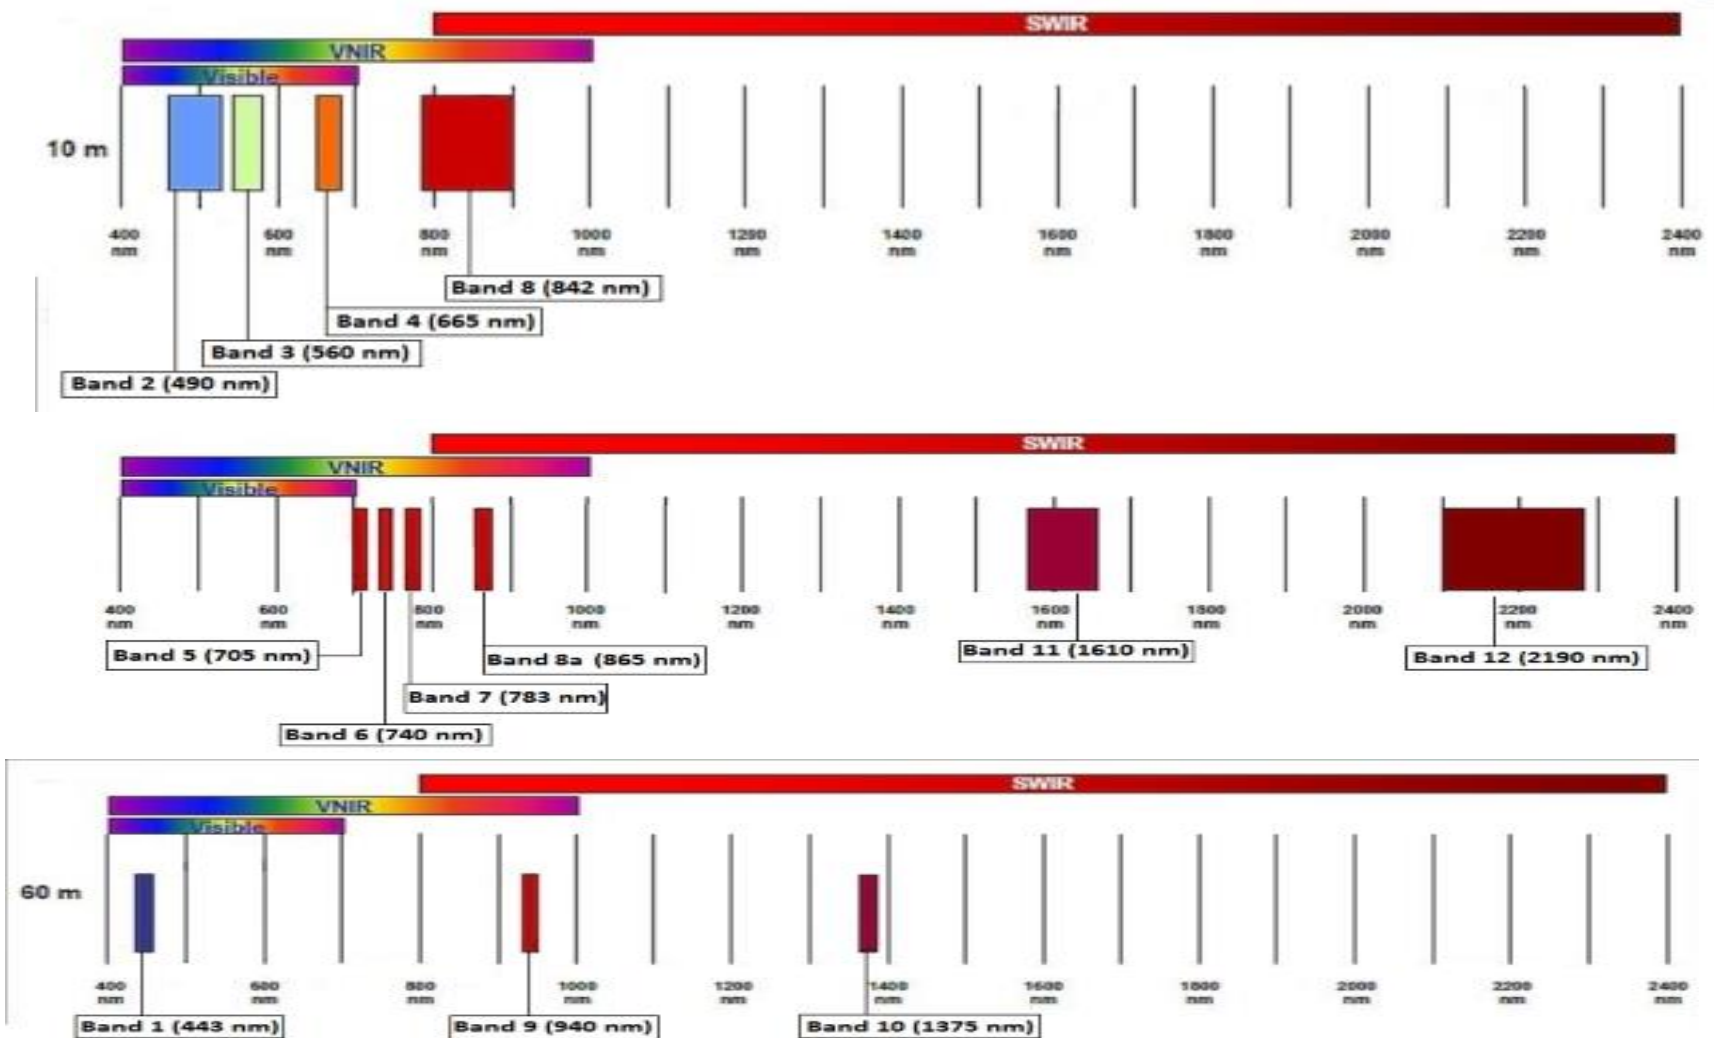 SWIR
VNIR
Visible
10 m
400 nm
600 nm
800 nm
1000 nm
1200 nm
1400 nm
1600 nm
1800 nm
2000 nm
2200 nm
2400 nm
Band 8 (842 nm)
Band 4 (665 nm)
Band 3 (560 nm)
Band 2 (490 nm)
SWIR
VNIR
Visible
400 nm
600 nm
800 nm
1000 nm
1200 nm
1400 nm
1600 nm
1800 nm
2000 nm
2200 nm
2400 nm
Band 5 (705 nm)
Band 8a (865 nm)
Band 11 (1610 nm)
Band 12 (2190 nm)
Band 7 (783 nm)
Band 6 (740 nm)
SWIR
VNIR
Visible
60 m
400 nm
600 nm
800 nm
1000 nm
1200 nm
1400 nm
1600 nm
1800 nm
2000 nm
2200 nm
2400 nm
Band 1 (443 nm)
Band 9 (940 nm)
Band 10 (1375 nm)